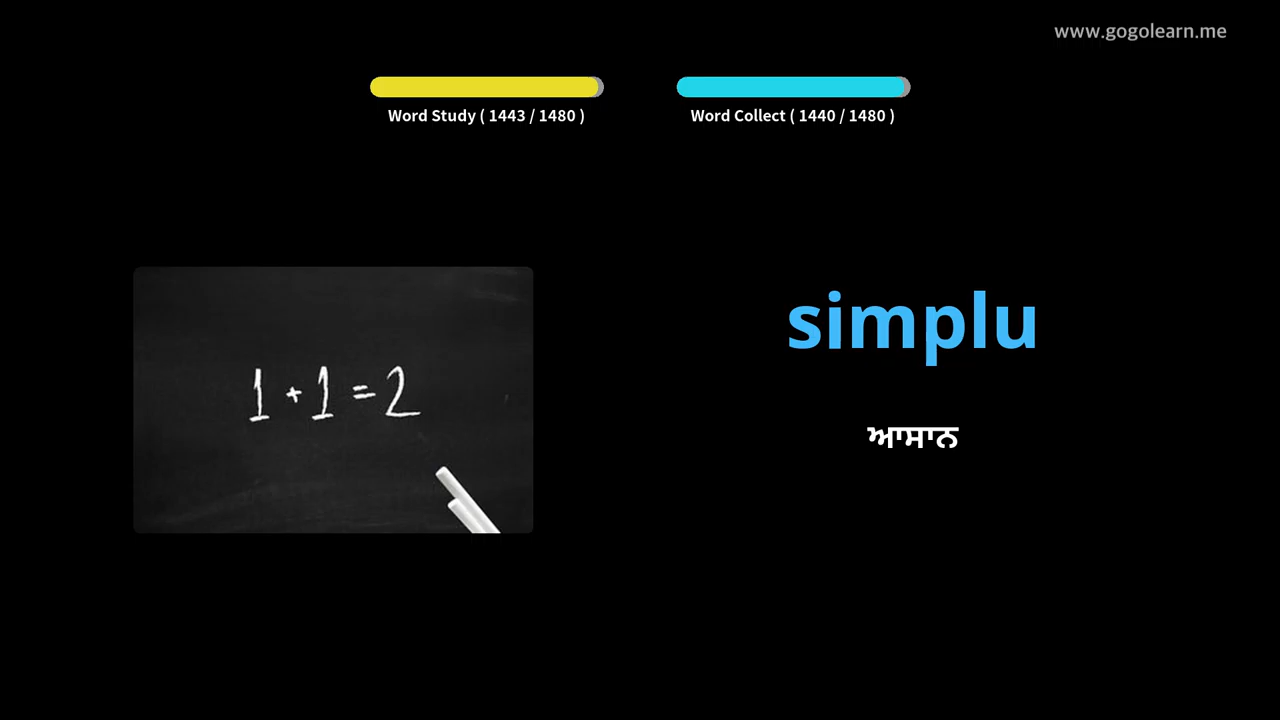 www.gogolearn.me
Word Study ( 1443 / 1480 )
Word Collect ( 1440 / 1480 )
1 + 1 = 2
simplu
ਆਸਾਨ